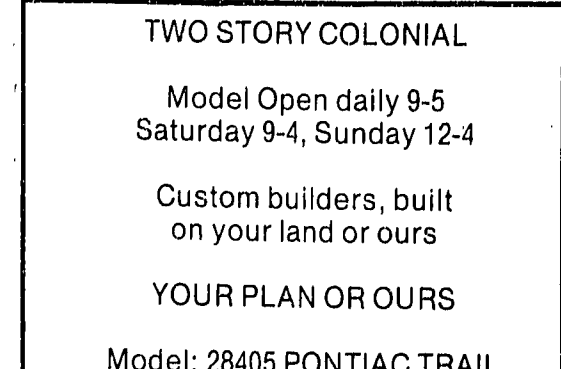 TWO STORY COLONIAL
Model Open daily 9-5
Saturday 9-4, Sunday 12-4
Custom builders, built
on your land or ours
YOUR PLAN OR OURS
Model: 28405 PONTIAC TRAIL